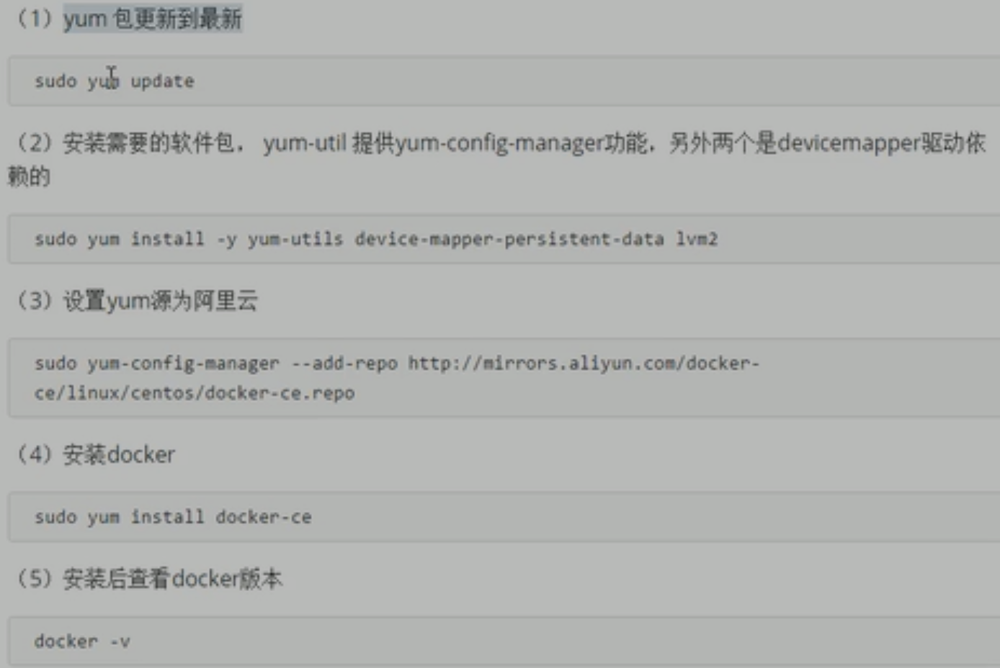 （1）yum 包更新到最新
sudo yum update
（2）安装需要的软件包， yum-util 提供yum-config-manager功能，另外两个是devicemapper驱动依
赖的
sudo yum install -y yum-utils device-mapper-persistent-data lvm2
（3）设置yum源为阿里云
sudo yum-config-manager --add-repo http://mirrors.aliyun.com/docker-
ce/linux/centos/docker-ce.repo
（4）安装docker
sudo yum install docker-ce
（5）安装后查看docker版本
docker -v